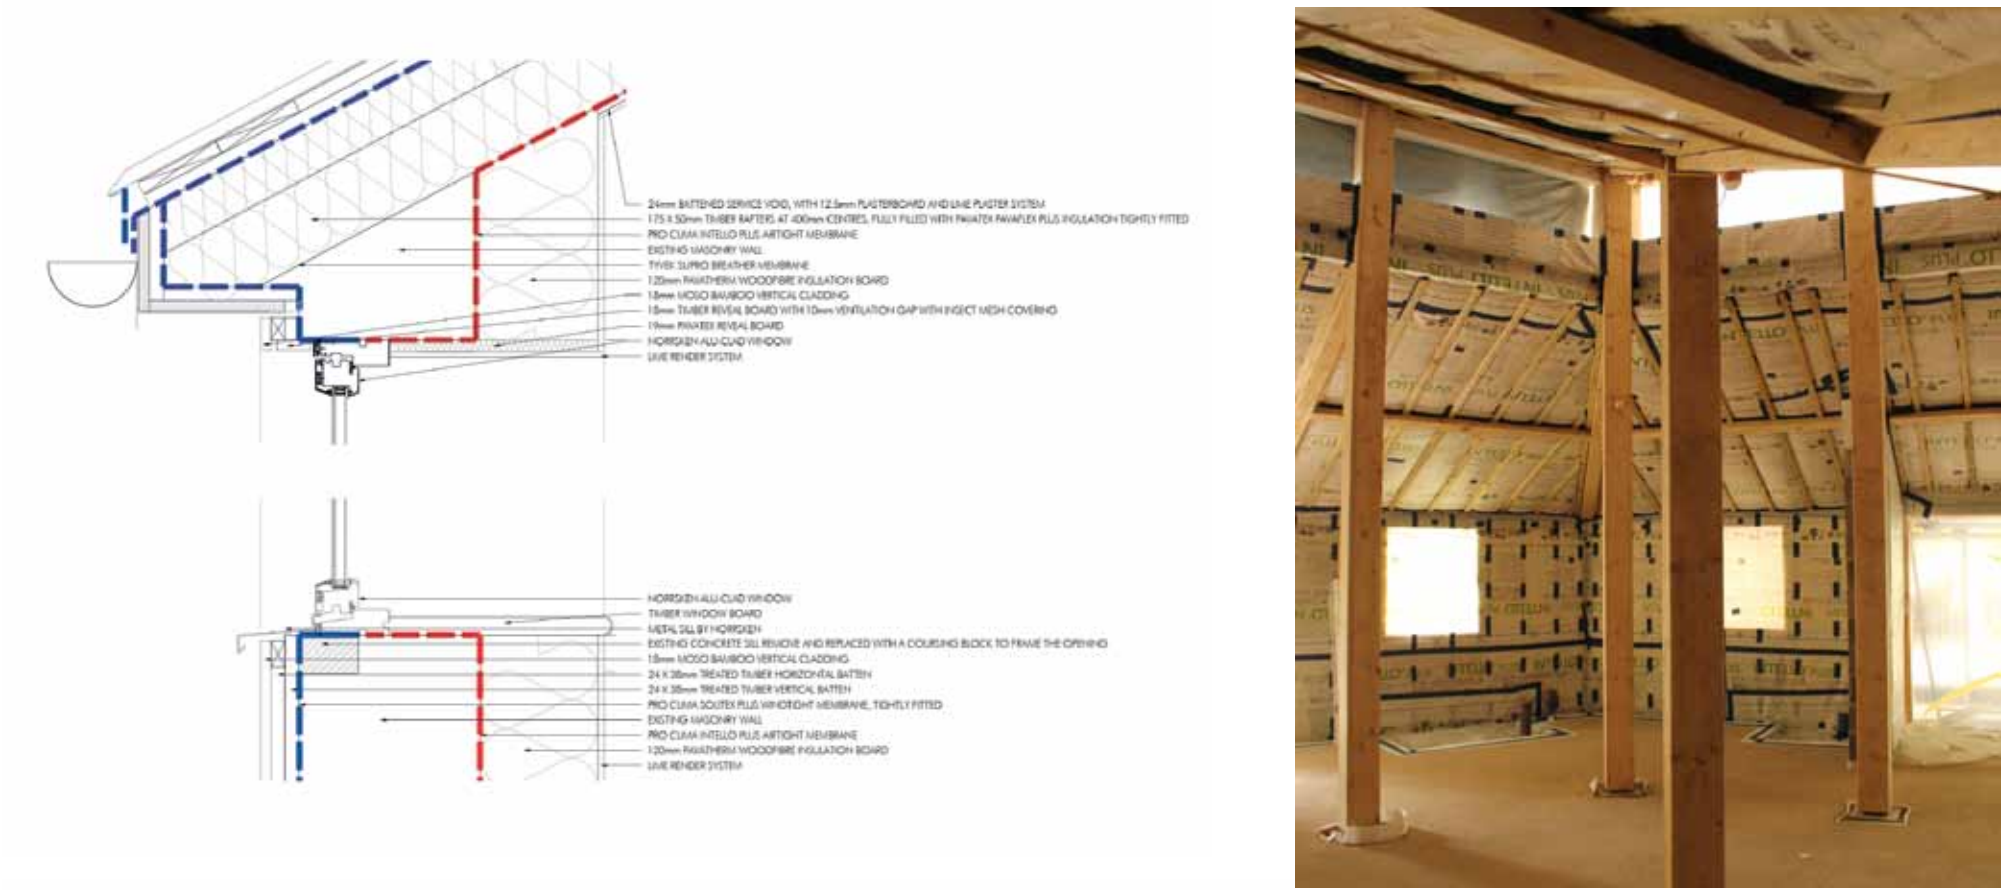 24mm BATTENED SERVICE VOID, WITH 12.5mm PLASTERBOARD AND LIME PLASTER SYSTEM
175 X 50mm TIMBER RAFTERS AT 400mm CENTRES, FULLY FILLED WITH PAVATEX PAVAFLEX PLUS INSULATION TIGHTLY FITTED
PRO CLIMA INTELLO PLUS AIRTIGHT MEMBRANE
EXISTING MASONRY WALL
TYVEK SUPRO BREATHER MEMBRANE
120mm PAVATHERM WOODFIBRE INSULATION BOARD
18mm MOSO BAMBOO VERTICAL CLADDING
18mm TIMBER REVEAL BOARD WITH 10mm VENTILATION GAP WITH INSECT MESH COVERING
19mm PAVATEX REVEAL BOARD
NORRSKEN ALU-CLAD WINDOW
LIME RENDER SYSTEM
NORRSKEN ALU-CLAD WINDOW
TIMBER WINDOW BOARD
METAL SILL BY NORRSKEN
EXISTING CONCRETE SILL REMOVE AND REPLACED WITH A COURSING BLOCK TO FRAME THE OPENING
18mm MOSO BAMBOO VERTICAL CLADDING
24 X 38mm TREATED TIMBER HORIZONTAL BATTEN
24 X 38mm TREATED TIMBER VERTICAL BATTEN
PRO CLIMA SOLITEX PLUS WINDTIGHT MEMBRANE, TIGHTLY FITTED
EXISTING MASONRY WALL
PRO CLIMA INTELLO PLUS AIRTIGHT MEMBRANE
120mm PAVATHERM WOODFIBRE INSULATION BOARD
LIME RENDER SYSTEM
INTELLO PLUS